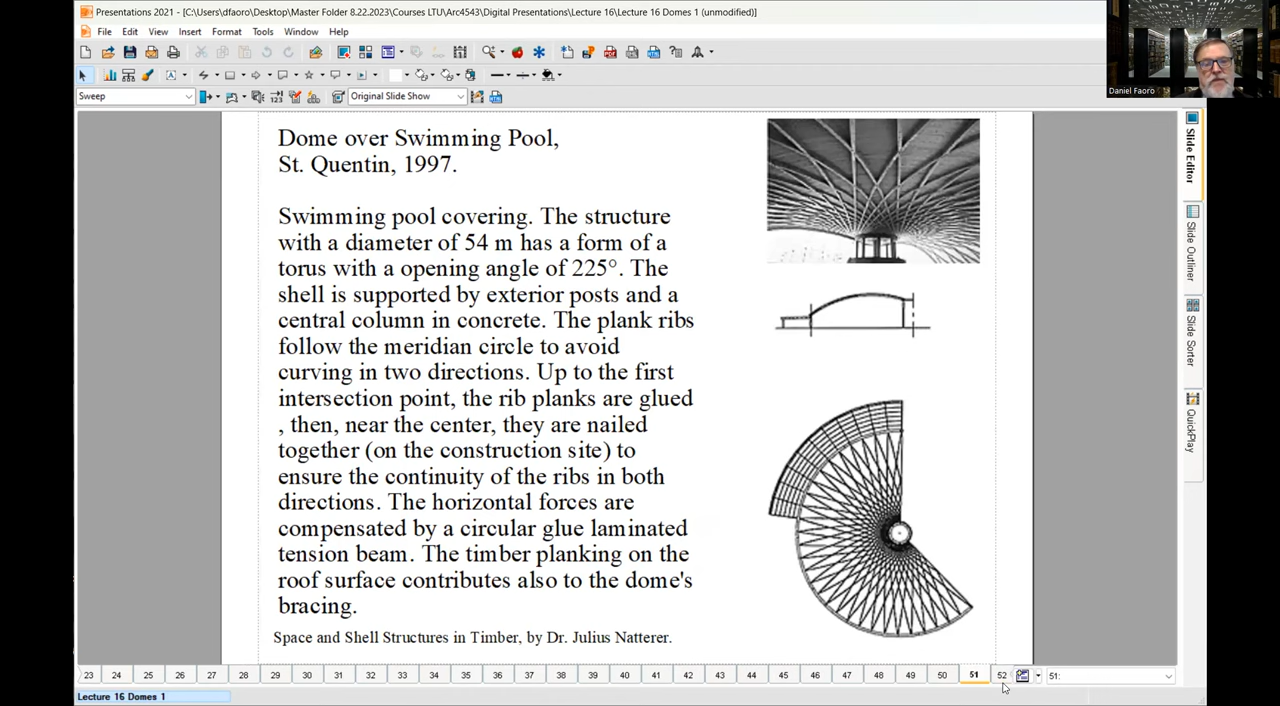 Presentations 2021 - [C:\Users\dfaoro\Desktop\Master Folder 8.22.2023\Courses LTU\Arc4543\Digital Presentations\Lecture 16\Lecture 16 Domes 1 (unmodified)]
File Edit View Insert Format Tools Window Help
Sweep
Original Slide Show
Daniel Faoro
Dome over Swimming Pool,
St. Quentin, 1997.
Swimming pool covering. The structure
with a diameter of 54 m has a form of a
torus with a opening angle of 225°. The
shell is supported by exterior posts and a
central column in concrete. The plank ribs
follow the meridian circle to avoid
curving in two directions. Up to the first
intersection point, the rib planks are glued
, then, near the center, they are nailed
together (on the construction site) to
ensure the continuity of the ribs in both
directions. The horizontal forces are
compensated by a circular glue laminated
tension beam. The timber planking on the
roof surface contributes also to the dome's
bracing.
Space and Shell Structures in Timber, by Dr. Julius Natterer.
Slide Editor
Slide Outliner
Slide Sorter
QuickPlay
23 24 25 26 27 28 29 30 31 32 33 34 35 36 37 38 39 40 41 42 43 44 45 46 47 48 49 50 51 52 51:
Lecture 16 Domes 1